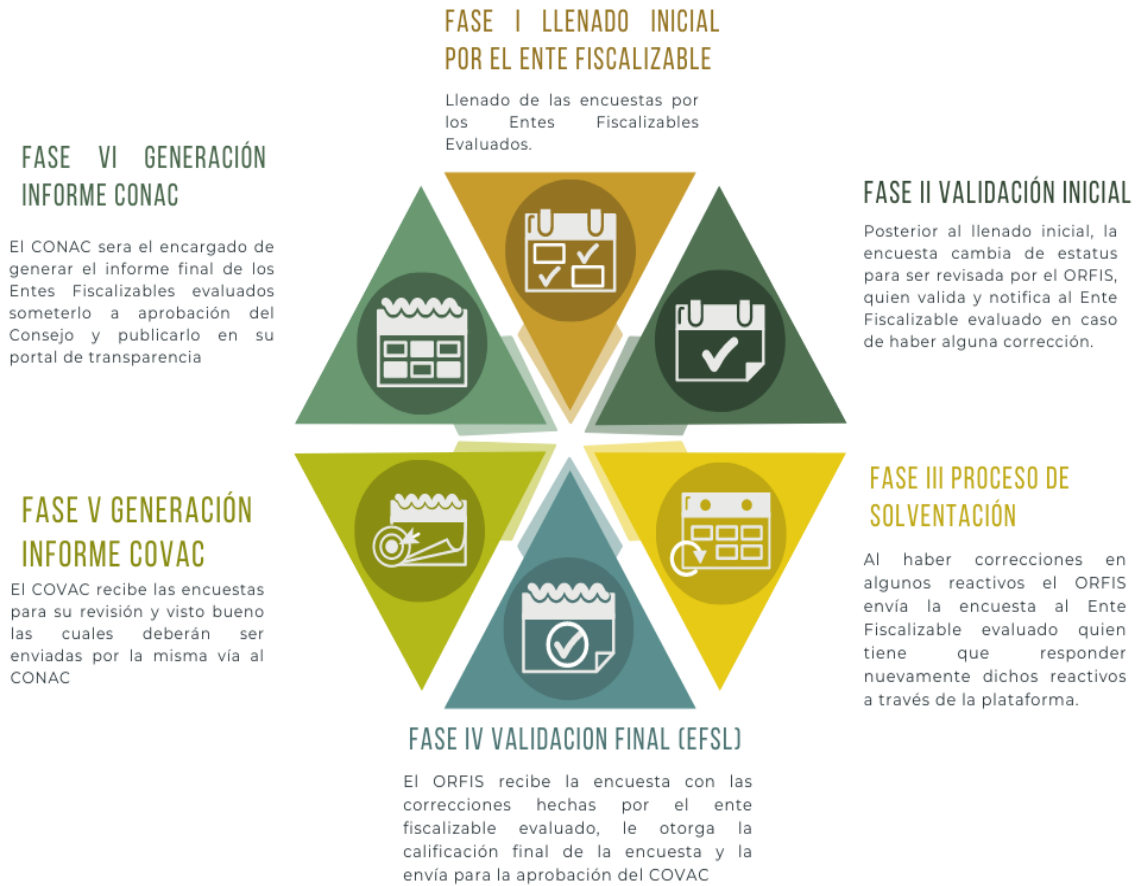 FASE I LLENADO INICIAL
POR EL ENTE FISCALIZABLE
Llenado de las encuestas por
los Entes Fiscalizables
Evaluados.
FASE II VALIDACIÓN INICIAL
Posterior al llenado inicial, la
encuesta cambia de estatus
para ser revisada por el ORFIS,
quien valida y notifica al Ente
Fiscalizable evaluado en caso
de haber alguna corrección.
FASE III PROCESO DE
SOLVENTACIÓN
Al haber correcciones en
algunos reactivos el ORFIS
envía la encuesta al Ente
Fiscalizable evaluado quien
tiene que responder
nuevamente dichos reactivos
a través de la plataforma.
FASE IV VALIDACION FINAL (EFSL)
El ORFIS recibe la encuesta con las
correcciones hechas por el ente
fiscalizable evaluado, le otorga la
calificación final de la encuesta y la
envía para la aprobación del COVAC
FASE V GENERACIÓN
INFORME COVAC
El COVAC recibe las encuestas
para su revisión y visto bueno
las cuales deberán ser
enviadas por la misma vía al
CONAC
FASE VI GENERACIÓN
INFORME CONAC
El CONAC sera el encargado de
generar el informe final de los
Entes Fiscalizables evaluados
someterlo a aprobación del
Consejo y publicarlo en su
portal de transparencia